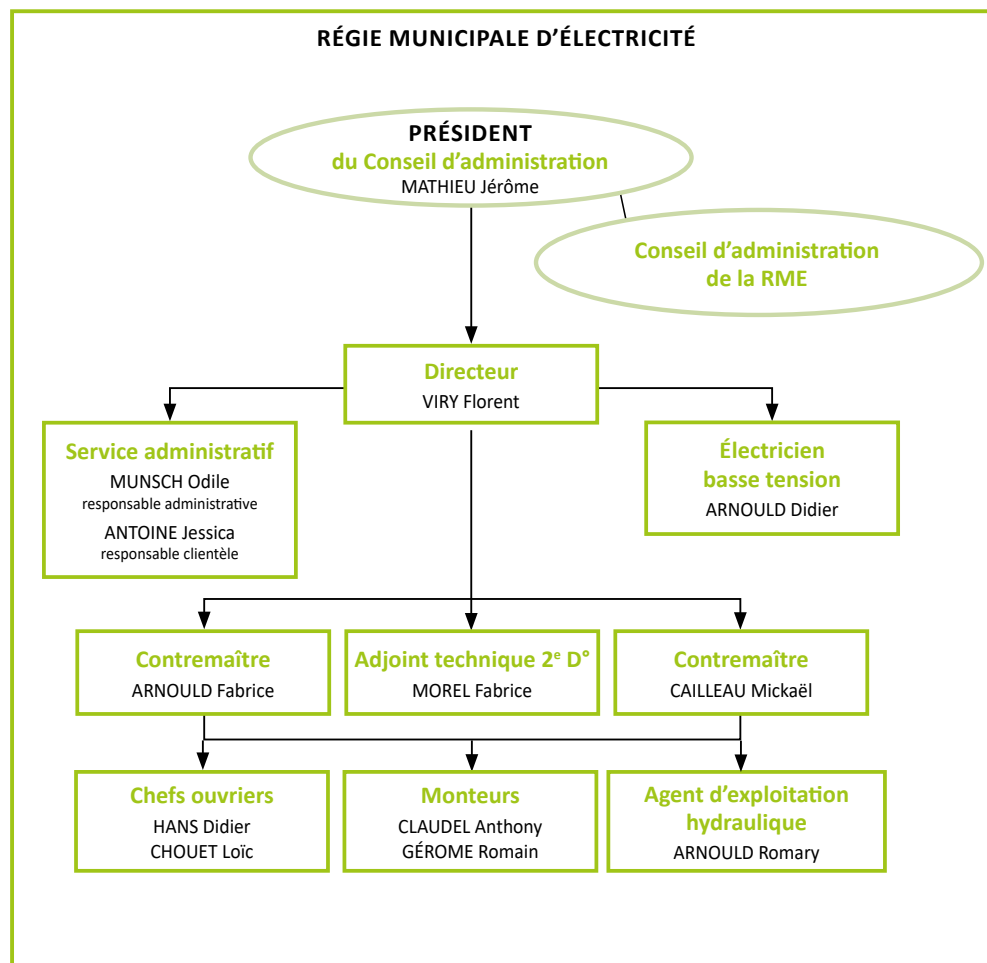 RÉGIE MUNICIPALE D’ÉLECTRICITÉ
PRÉSIDENT
du Conseil d’administration
MATHIEU Jérôme
Conseil d’administration
de la RME
Directeur
VIRY Florent
Service administratif
MUNSCH Odile
responsable administrative
ANTOINE Jessica
responsable clientèle
Électricien
basse tension
ARNOULD Didier
Contremaître
ARNOULD Fabrice
Adjoint technique 2e D°
MOREL Fabrice
Contremaître
CAILLEAU Mickaël
Chefs ouvriers
HANS Didier
CHOUET Loïc
Monteurs
CLAUDEL Anthony
GÉROME Romain
Agent d’exploitation
hydraulique
ARNOULD Romary